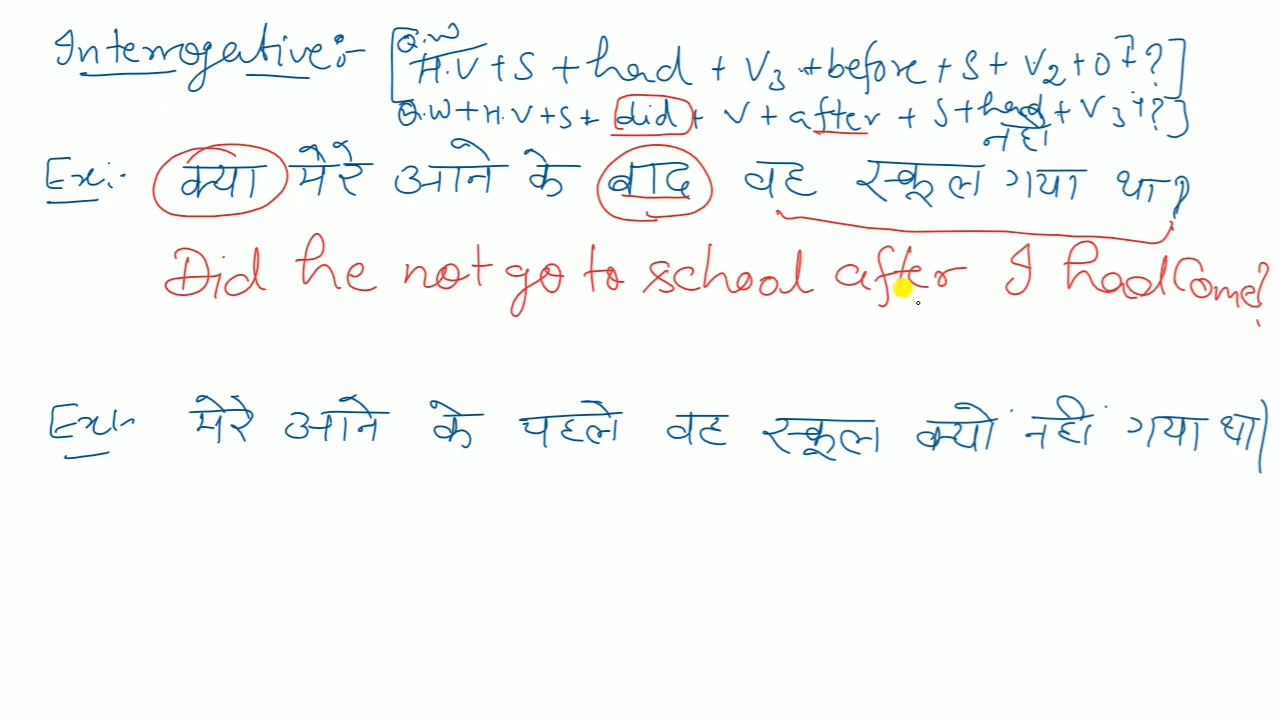 Interrogative:- [Q.W H.V + S + had + V3 + before + S + V2 + O + ?]
Q.W + H.V + S + did + V + after + S + had + V3 + ?]
नहीं
Ex:- क्या मेरे आने के बाद वह स्कूल गया था?
Did he not go to school after I had Come?
Ex:- मेरे आने के पहले वह स्कूल क्यों नहीं गया था|